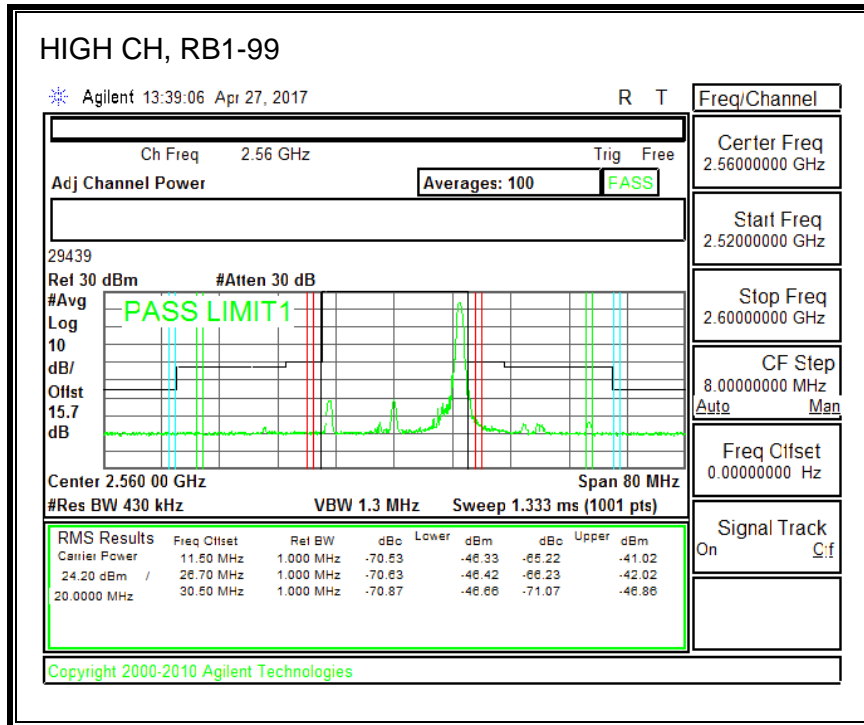 HIGH CH, RB1-99
Agilent 13:39:06 Apr 27, 2017 R T
Freq/Channel
Ch Freq 2.56 GHz Trig Free
Adj Channel Power Averages: 100 PASS
29439
Ref 30 dBm #Atten 30 dB
#Avg
Log
10
dB/
Offst
15.7
dB
PASS LIMIT1
Center 2.560 00 GHz Span 80 MHz
#Res BW 430 kHz VBW 1.3 MHz Sweep 1.333 ms (1001 pts)
RMS Results Freq Offset Ref BW dBc Lower dBm dBc Upper dBm
Carrier Power 11.50 MHz 1.000 MHz -70.53 -46.33 -65.22 -41.02
24.20 dBm / 26.70 MHz 1.000 MHz -70.63 -46.42 -66.23 -42.02
20.0000 MHz 30.50 MHz 1.000 MHz -70.87 -46.66 -71.07 -46.86
Center Freq
2.56000000 GHz
Start Freq
2.52000000 GHz
Stop Freq
2.60000000 GHz
CF Step
8.00000000 MHz
Auto Man
Freq Offset
0.00000000 Hz
Signal Track
On Off
Copyright 2000-2010 Agilent Technologies